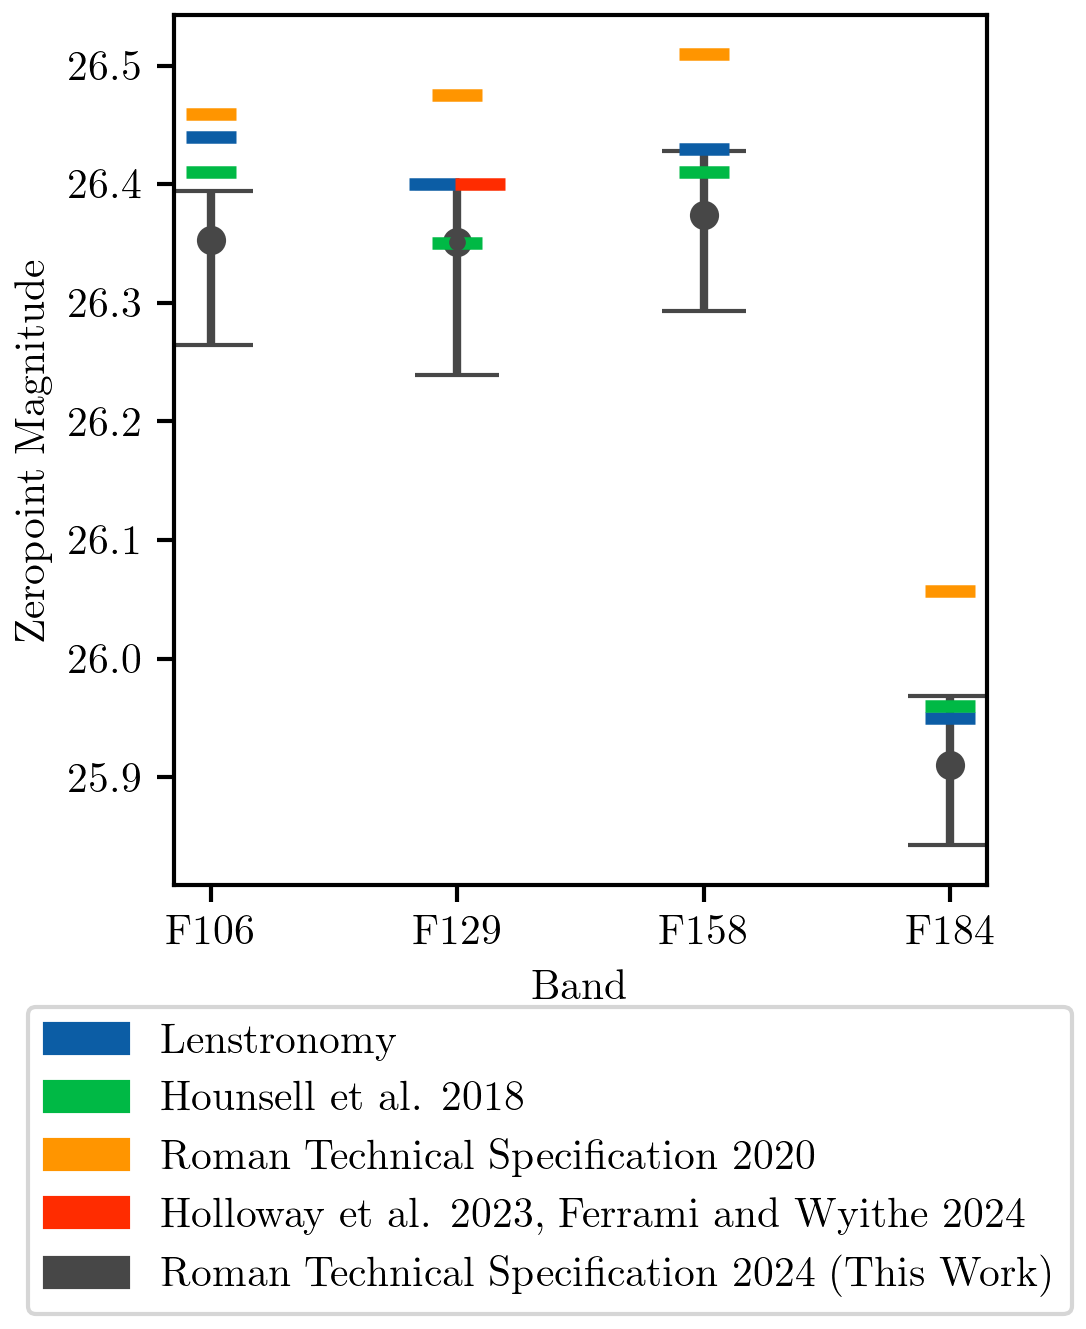 26.5
26.4
26.3
26.2
26.1
26.0
25.9
Zeropoint Magnitude
F106 F129 F158 F184
Band
Lenstronomy
Hounsell et al. 2018
Roman Technical Specification 2020
Holloway et al. 2023, Ferrami and Wyithe 2024
Roman Technical Specification 2024 (This Work)